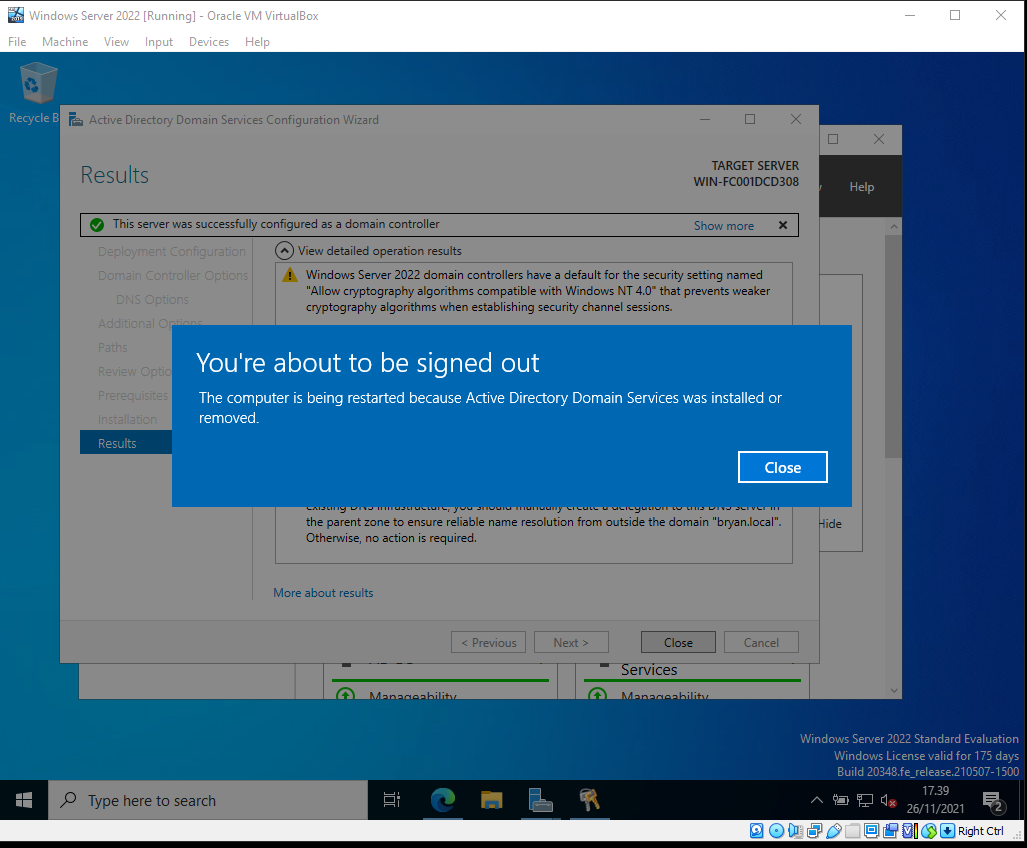 Windows Server 2022 [Running] - Oracle VM VirtualBox
File Machine View Input Devices Help
Recycle B
Active Directory Domain Services Configuration Wizard
Results
TARGET SERVER
WIN-FC001DCD308
Help
This server was successfully configured as a domain controller
Show more
Deployment Configuration
Domain Controller Options
DNS Options
Additional Options
Paths
Review Optio
Prerequisites
Installation
Results
View detailed operation results
Windows Server 2022 domain controllers have a default for the security setting named
"Allow cryptography algorithms compatible with Windows NT 4.0" that prevents weaker
cryptography algorithms when establishing security channel sessions.
You're about to be signed out
The computer is being restarted because Active Directory Domain Services was installed or
removed.
Close
existing DNS infrastructure, you should manually create a delegation to this DNS server in
the parent zone to ensure reliable name resolution from outside the domain "bryan.local".
Otherwise, no action is required.
Hide
More about results
< Previous
Next >
Close
Cancel
Services
Manageability
Manageability
Windows Server 2022 Standard Evaluation
Windows License valid for 175 days
Build 20348.fe_release.210507-1500
Type here to search
17.39
26/11/2021
2
Right Ctrl